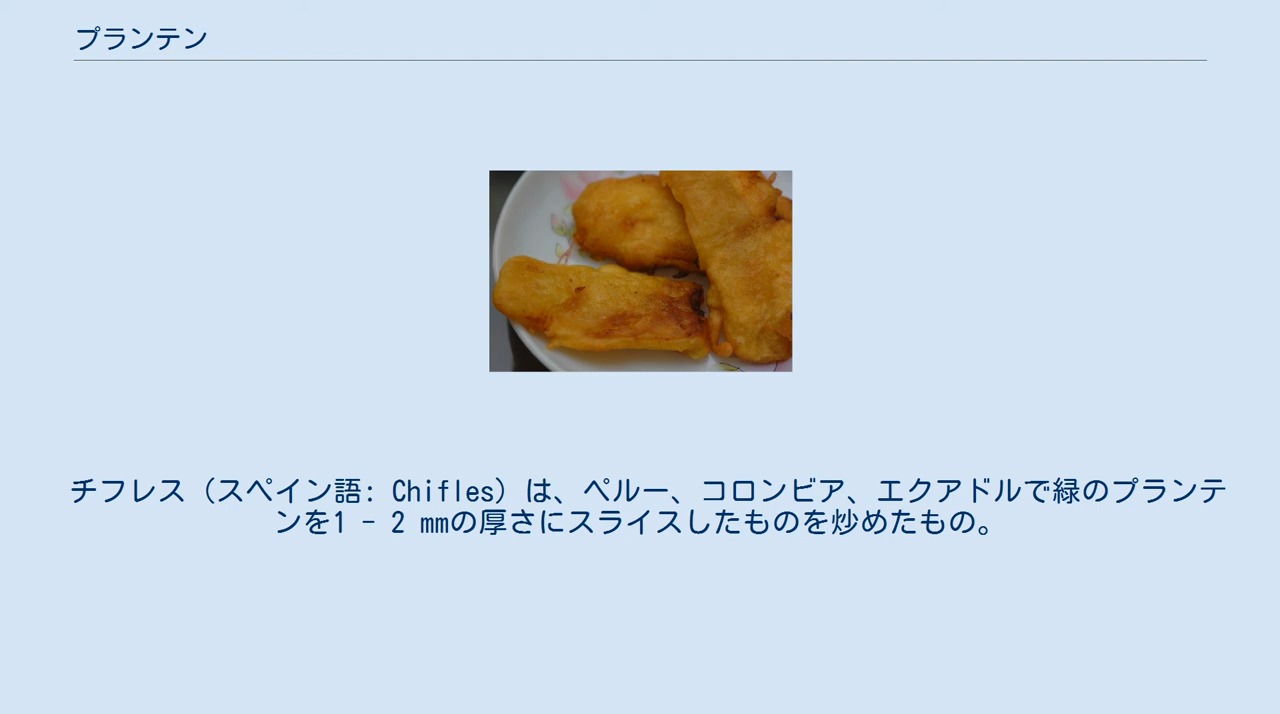 プランテン
チフレス（スペイン語: Chifles）は、ペルー、コロンビア、エクアドルで緑のプランテ
ンを1 - 2 mmの厚さにスライスしたものを炒めたもの。